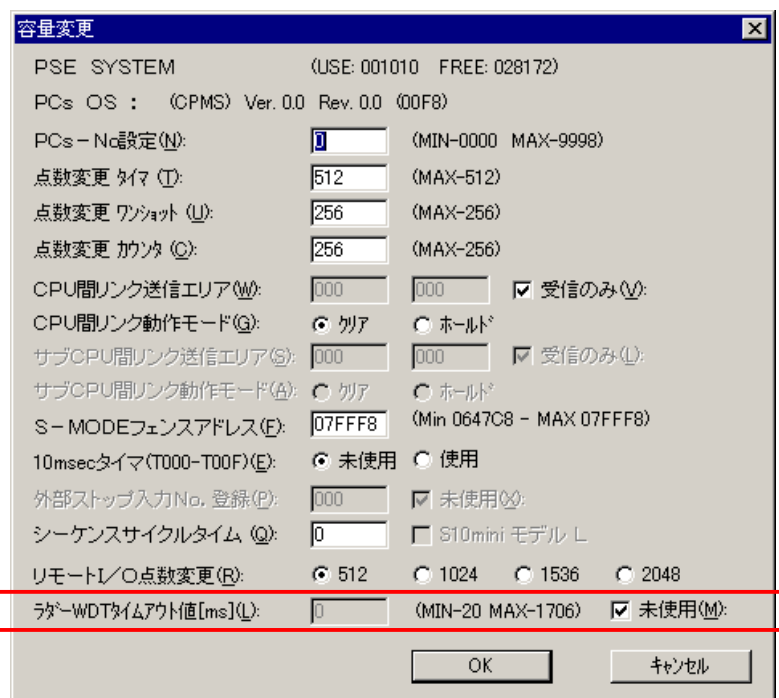 容量変更
PSE SYSTEM (USE: 001010 FREE: 028172)
PCs OS : (CPMS) Ver. 0.0 Rev. 0.0 (00F8)
PCs－No設定(N): 0 (MIN-0000 MAX-9998)
点数変更 ﾀｲﾏ (T): 512 (MAX-512)
点数変更 ﾜﾝｼｮｯﾄ (U): 256 (MAX-256)
点数変更 ｶｳﾝﾀ (C): 256 (MAX-256)
CPU間リンク送信エリア(W): 000 000 受信のみ(V):
CPU間リンク動作モード(G): ｸﾘｱ ﾎｰﾙﾄﾞ
サブCPU間リンク送信エリア(S): 000 000 受信のみ(L):
サブCPU間リンク動作モード(A): ｸﾘｱ ﾎｰﾙﾄﾞ
S－MODEフェンスアドレス(F): 07FFF8 (Min 0647C8 - MAX 07FFF8)
10msecタイマ(T000-T00F)(E): 未使用 使用
外部ストップ入力No. 登録(P): 000 未使用(X):
シーケンスサイクルタイム (Q): 0 S10mini モデル L
リモートI／O点数変更(R): 512 1024 1536 2048
ﾗﾀﾞｰWDTﾀｲﾑｱｳﾄ値[ms](L): 0 (MIN-20 MAX-1706) 未使用(M):
OK ｷｬﾝｾﾙ